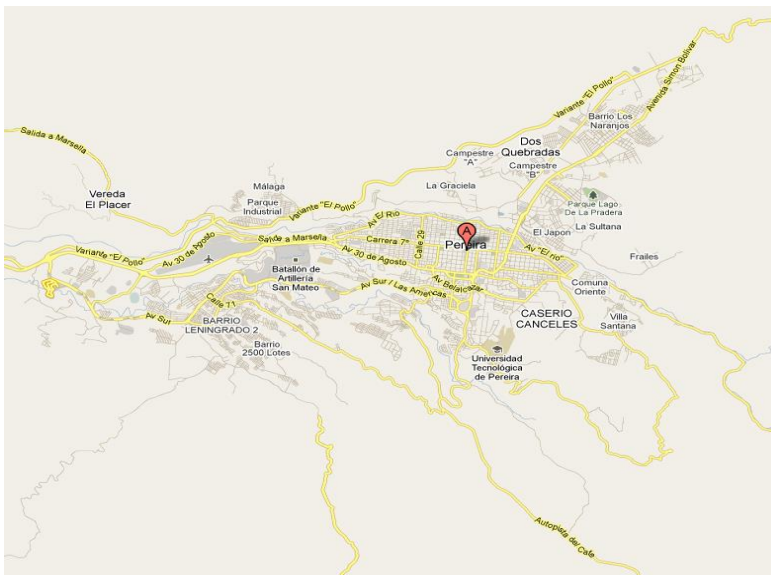 Avenida Simon Bolivar
Variante "El Pollo"
Barrio Los
Naranjos
Salida a Marsella
Dos
Quebradas
Campestre
"A"
Campestre
"B"
Málaga
La Graciela
Vereda
El Placer
Parque
Industrial
Variante "El Pollo"
Av El Rio
Parque Lago
De La Pradera
La Sultana
El Japon
A
Pereira
Calle 29
Carrera 7ª
Salida a Marsella
Av 30 de Agosto
Av 30 de Agosto
Av "El rio"
Frailes
Variante "El Pollo"
Batallón de
Artillería
San Mateo
Av Belalcazar
Av Sur / Las Americas
Comuna
Oriente
Calle 71
Av Sur
BARRIO
LENINGRADO 2
CASERIO
CANCELES
Villa
Santana
Barrio
2500 Lotes
Universidad
Tecnológica
de Pereira
Autopista del Cafe